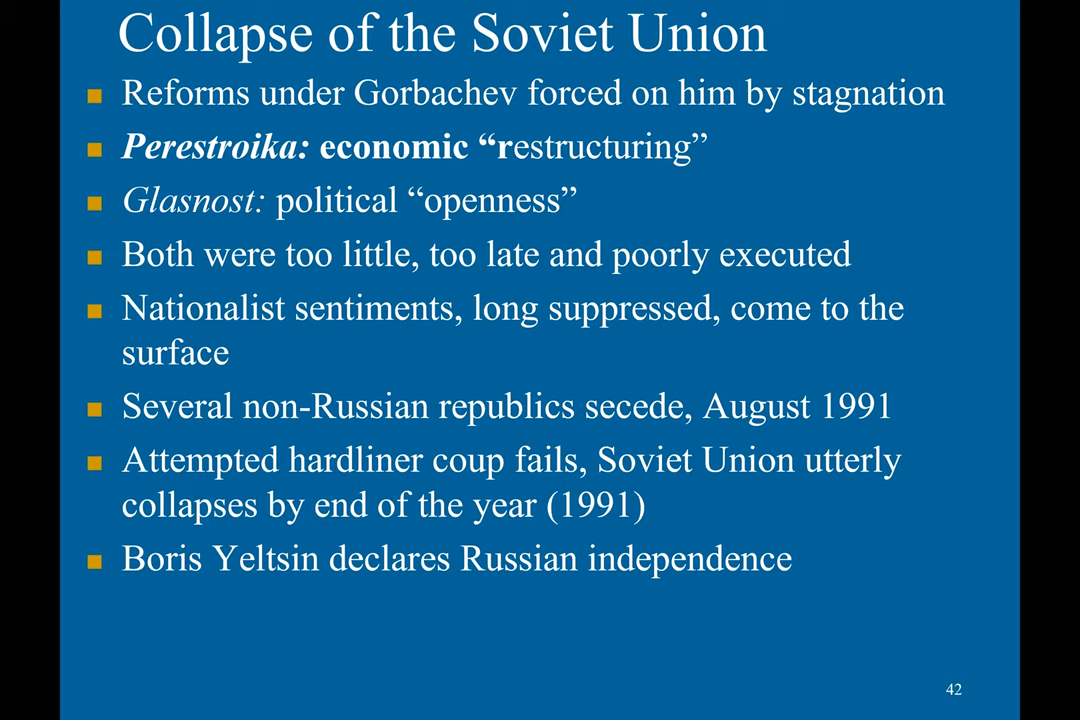 Collapse of the Soviet Union
Reforms under Gorbachev forced on him by stagnation
Perestroika: economic “restructuring”
Glasnost: political “openness”
Both were too little, too late and poorly executed
Nationalist sentiments, long suppressed, come to the
surface
Several non-Russian republics secede, August 1991
Attempted hardliner coup fails, Soviet Union utterly
collapses by end of the year (1991)
Boris Yeltsin declares Russian independence
42